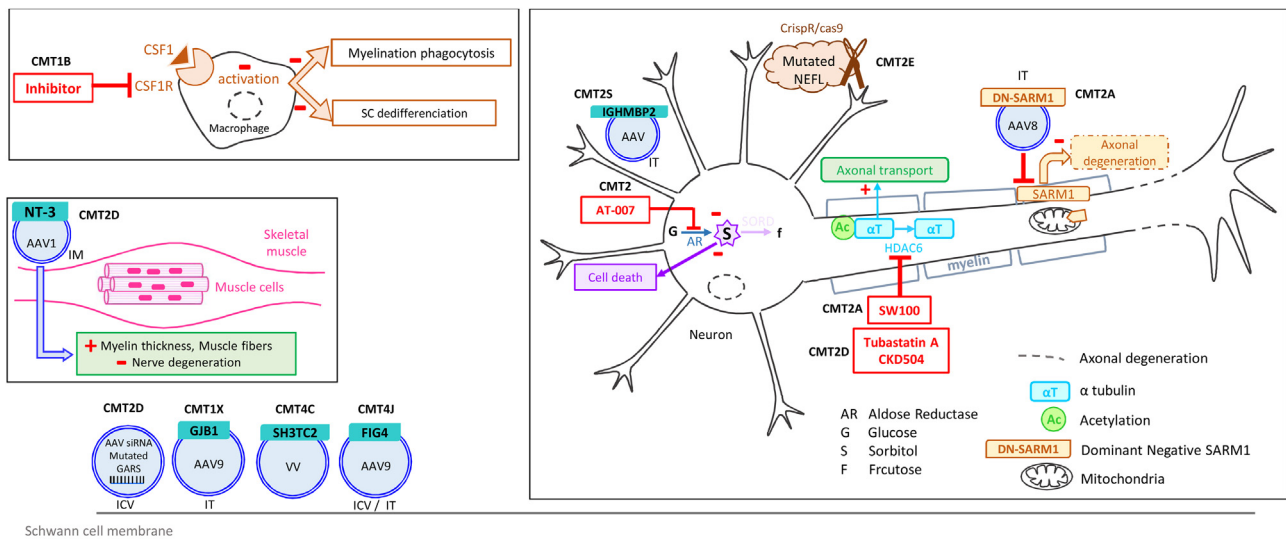 CMT1B
Inhibitor
CSF1
CSF1R
activation
Macrophage
Myelination phagocytosis
SC dedifferenciation
NT-3
CMT2D
AAV1
IM
Skeletal
muscle
Muscle cells
+ Myelin thickness, Muscle fibers
- Nerve degeneration
CMT2D
AAV siRNA
Mutated
GARS
ICV
CMT1X
GJB1
AAV9
IT
CMT4C
SH3TC2
VV
CMT4J
FIG4
AAV9
ICV / IT
Schwann cell membrane
CrispR/cas9
Mutated
NEFL
CMT2E
CMT2S
IGHMBP2
AAV
IT
CMT2
AT-007
G
AR
S
SORD
f
Cell death
Neuron
Axonal transport
+
Ac
αT
αT
HDAC6
IT
DN-SARM1
CMT2A
AAV8
Axonal
degeneration
SARM1
myelin
CMT2A
SW100
CMT2D
Tubastatin A
CKD504
AR Aldose Reductase
G Glucose
S Sorbitol
F Frcutose
Axonal degeneration
αT α tubulin
Ac Acetylation
DN-SARM1 Dominant Negative SARM1
Mitochondria